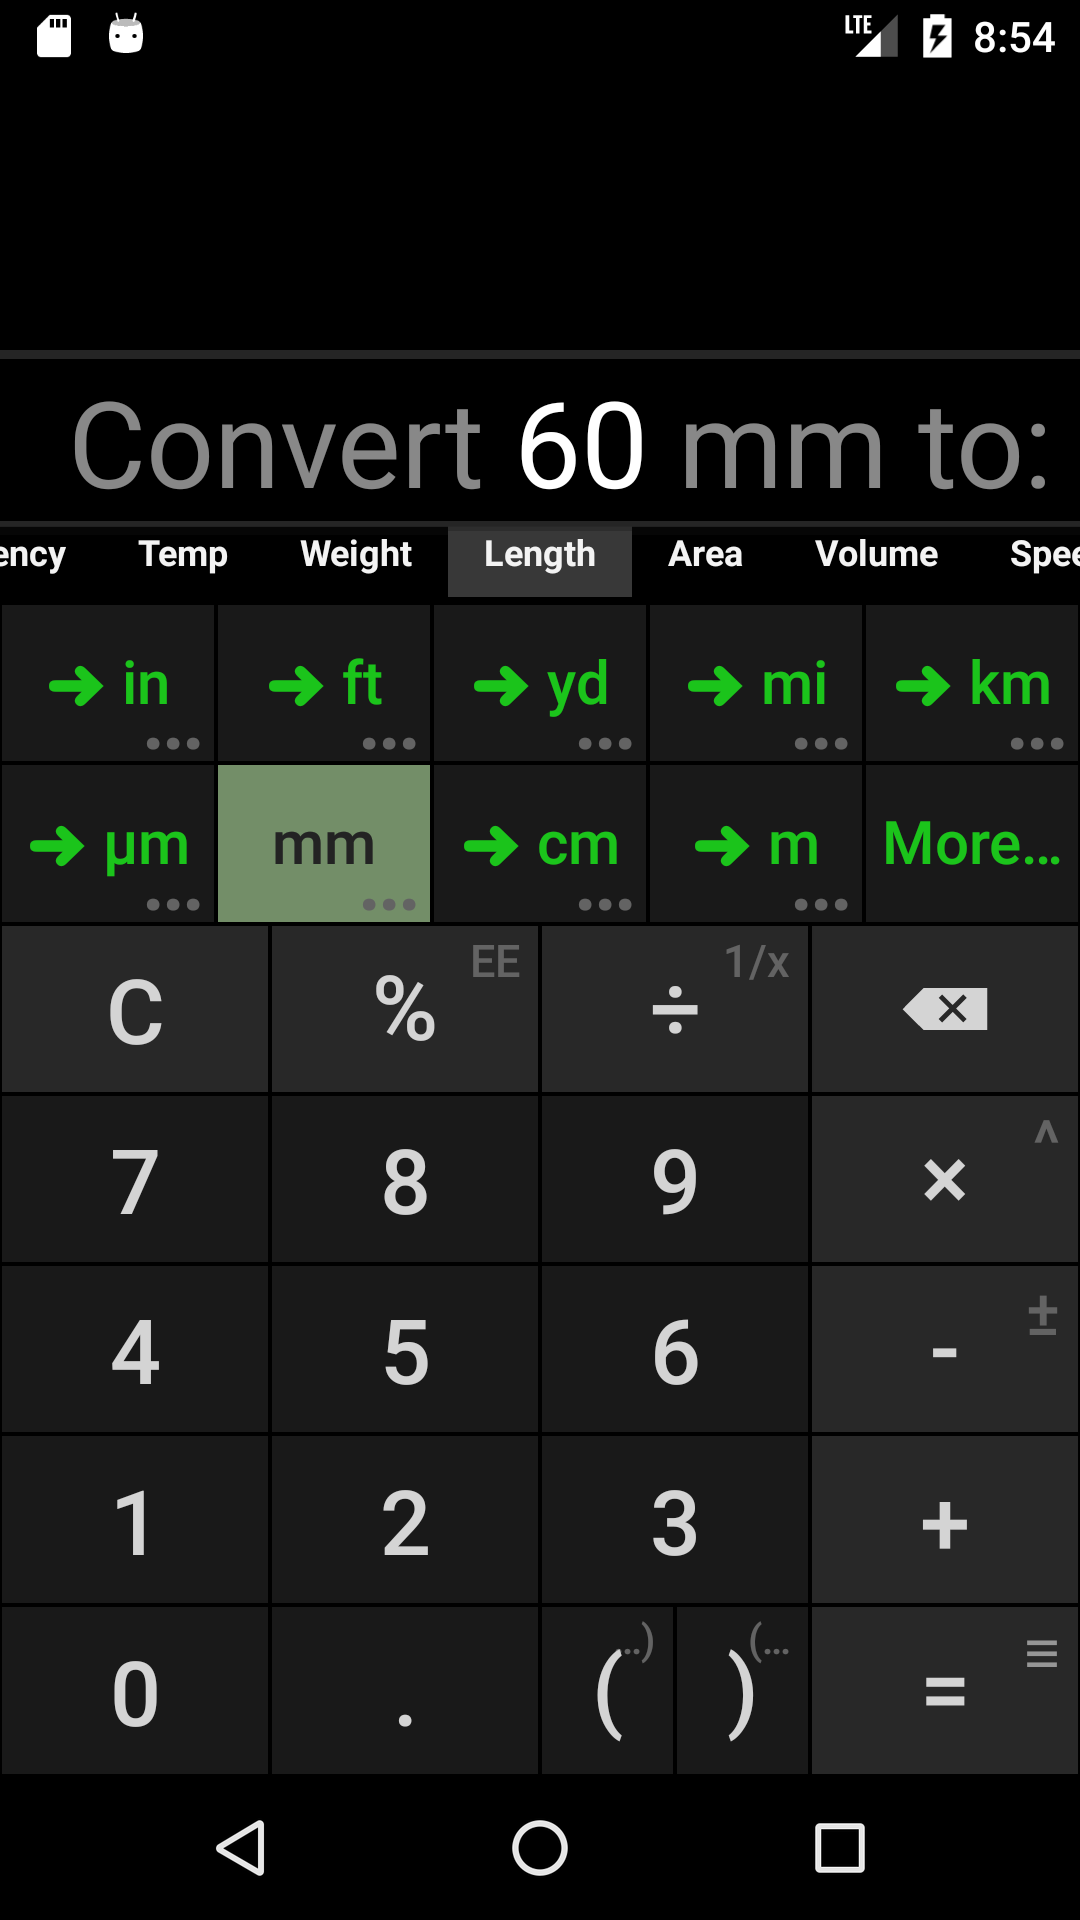 LTE 8:54
Convert 60 mm to:
ency Temp Weight Length Area Volume Spee
in ft yd mi km
µm mm cm m More...
C % EE ÷ 1/x
7 8 9 × ^
4 5 6 - ±
1 2 3 +
0 . ( ..) ) (... =